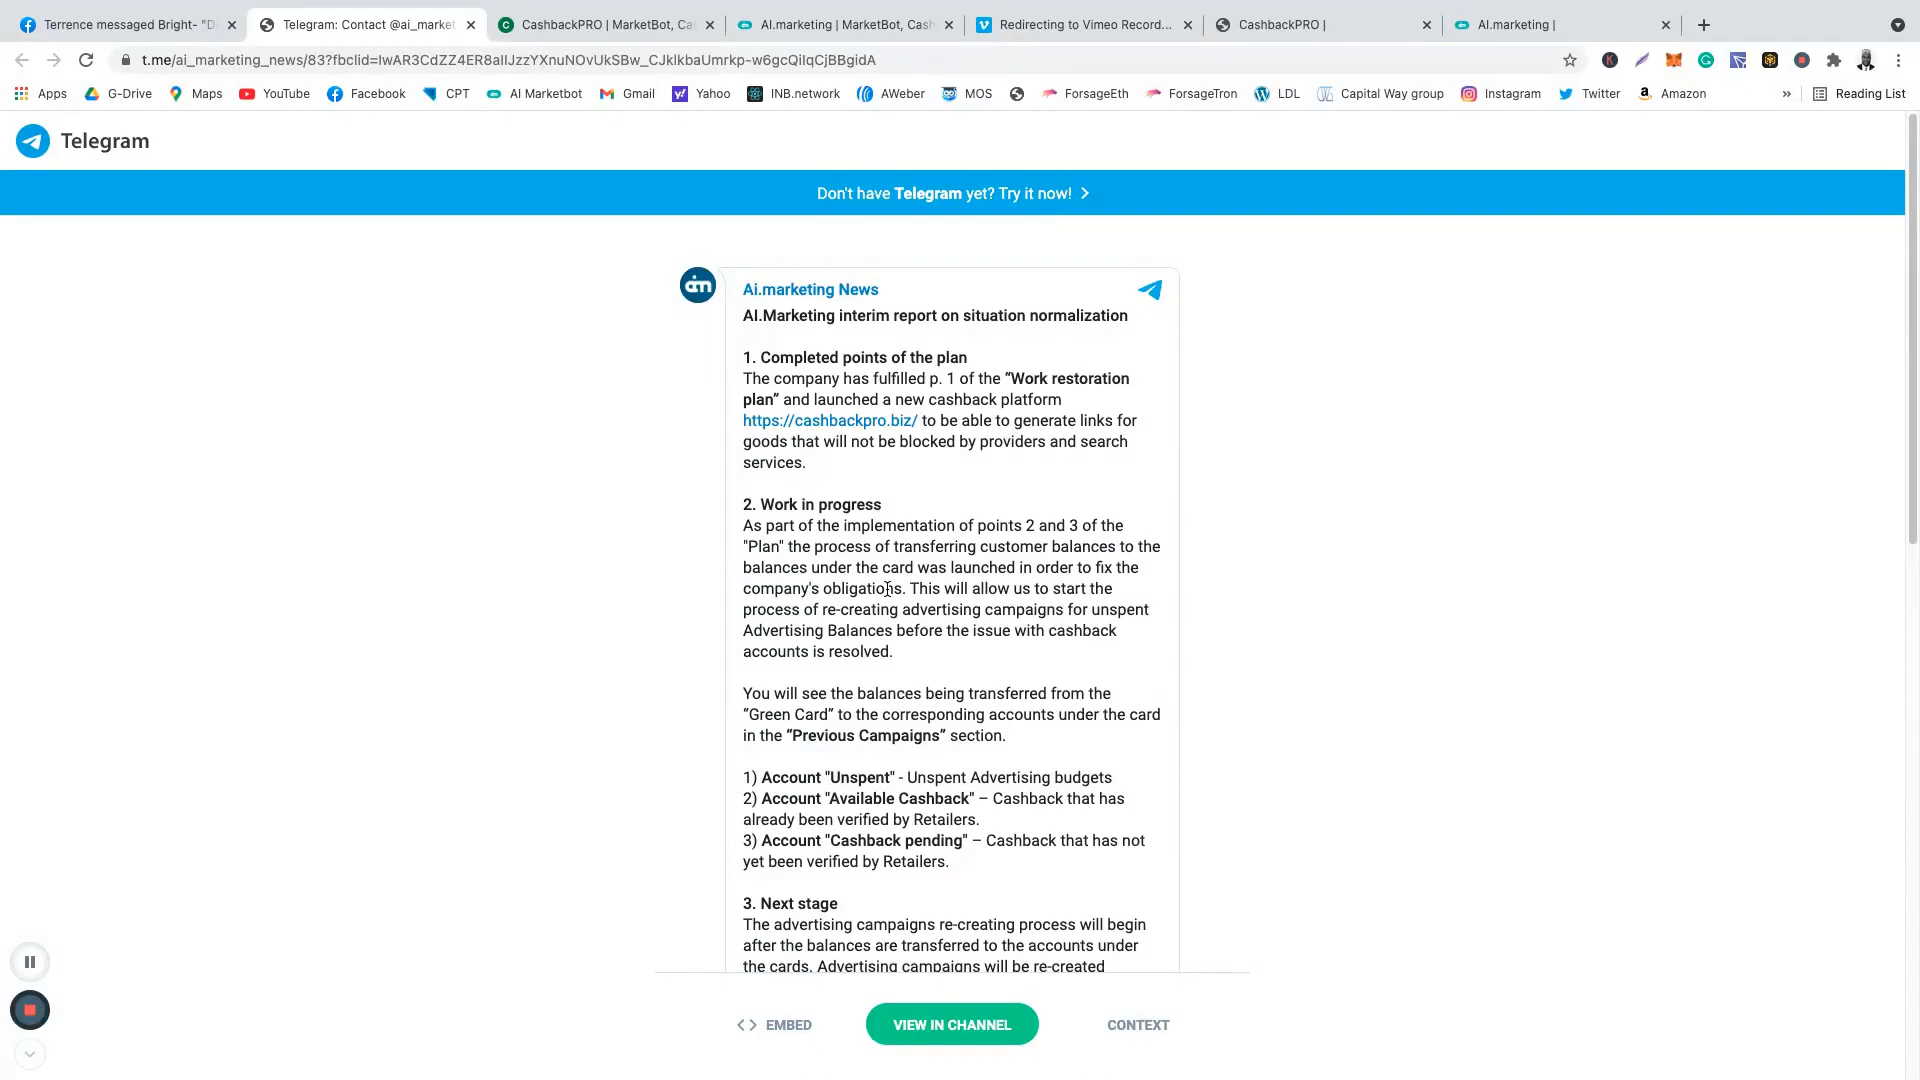 Terrence messaged Bright- "D
Telegram: Contact @ai_market
CashbackPRO | MarketBot, Ca
AI.marketing | MarketBot, Cash
Redirecting to Vimeo Record...
CashbackPRO |
AI.marketing |
Apps
G-Drive
Maps
YouTube
Facebook
CPT
AI Marketbot
Gmail
Yahoo
INB.network
AWeber
MOS
ForsageEth
ForsageTron
LDL
Capital Way group
Instagram
Twitter
Amazon
»
Reading List
Telegram
Don't have Telegram yet? Try it now!
Ai.marketing News
AI.Marketing interim report on situation normalization
1. Completed points of the plan
The company has fulfilled p. 1 of the “Work restoration
plan” and launched a new cashback platform
https://cashbackpro.biz/ to be able to generate links for
goods that will not be blocked by providers and search
services.
2. Work in progress
As part of the implementation of points 2 and 3 of the
"Plan" the process of transferring customer balances to the
balances under the card was launched in order to fix the
company's obligations. This will allow us to start the
process of re-creating advertising campaigns for unspent
Advertising Balances before the issue with cashback
accounts is resolved.
You will see the balances being transferred from the
“Green Card” to the corresponding accounts under the card
in the “Previous Campaigns” section.
1) Account "Unspent" - Unspent Advertising budgets
2) Account "Available Cashback" – Cashback that has
already been verified by Retailers.
3) Account "Cashback pending" – Cashback that has not
yet been verified by Retailers.
3. Next stage
The advertising campaigns re-creating process will begin
after the balances are transferred to the accounts under
the cards. Advertising campaigns will be re-created
EMBED
VIEW IN CHANNEL
CONTEXT